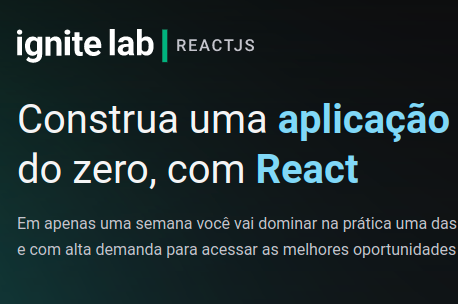 ignite lab | REACTJS
Construa uma aplicação
do zero, com React
Em apenas uma semana você vai dominar na prática uma das
e com alta demanda para acessar as melhores oportunidades